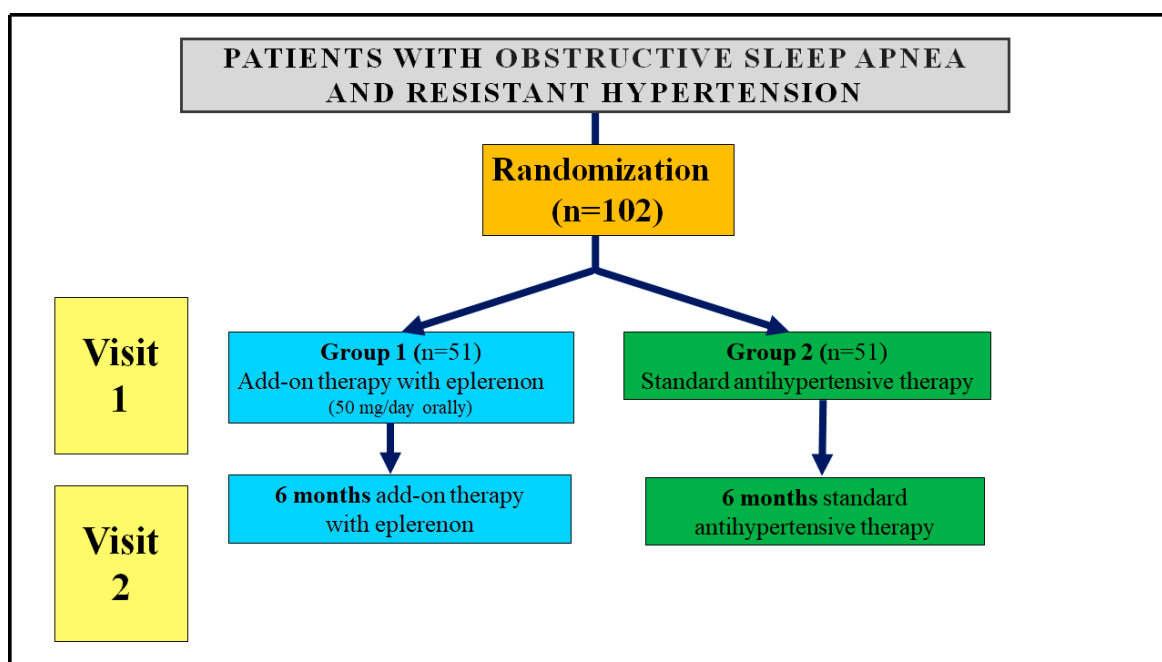 PATIENTS WITH OBSTRUCTIVE SLEEP APNEA
AND RESISTANT HYPERTENSION
Randomization
(n=102)
Visit
1
Group 1 (n=51)
Add-on therapy with eplerenon
(50 mg/day orally)
Group 2 (n=51)
Standard antihypertensive therapy
Visit
2
6 months add-on therapy
with eplerenon
6 months standard
antihypertensive therapy